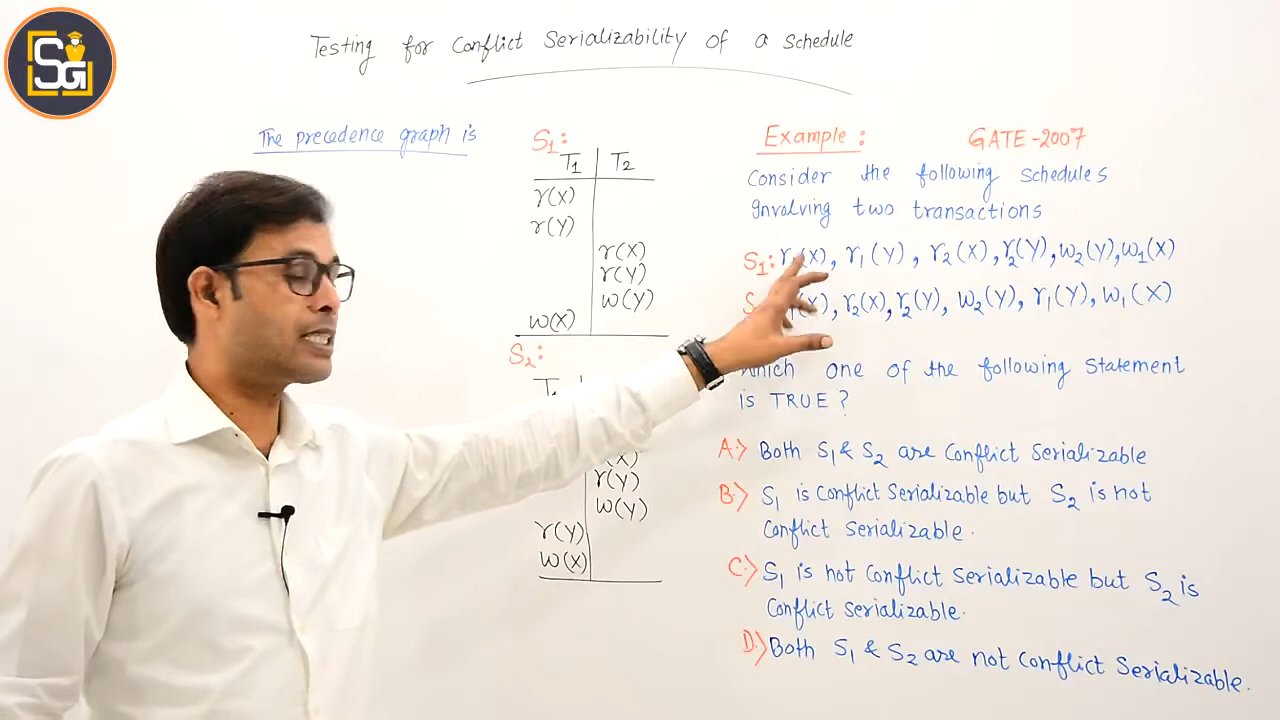 SG
Testing for Conflict Serializability of a Schedule
The precedence graph is
S1:
T1 T2
r(X)
r(Y)
r(X)
r(Y)
w(Y)
w(X)
S2:
T1
r(Y)
w(Y)
r(Y)
w(X)
Example: GATE-2007
Consider the following schedules
involving two transactions
S1: r1(X), r1(Y), r2(X), r2(Y), w2(Y), w1(X)
r2(X), r2(Y), w2(Y), r1(Y), w1(X)
which one of the following Statement
is TRUE?
A.) Both S1 & S2 are Conflict Serializable
B.) S1 is Conflict Serializable but S2 is not
Conflict Serializable.
C.) S1 is not Conflict Serializable but S2 is
Conflict Serializable.
D.) Both S1 & S2 are not Conflict Serializable.